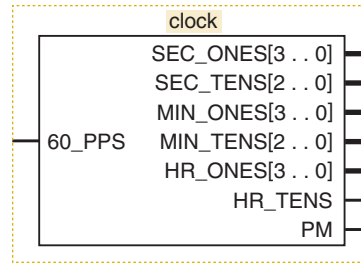 clock
SEC_ONES[3 . . 0]
SEC_TENS[2 . . 0]
MIN_ONES[3 . . 0]
60_PPS MIN_TENS[2 . . 0]
HR_ONES[3 . . 0]
HR_TENS
PM